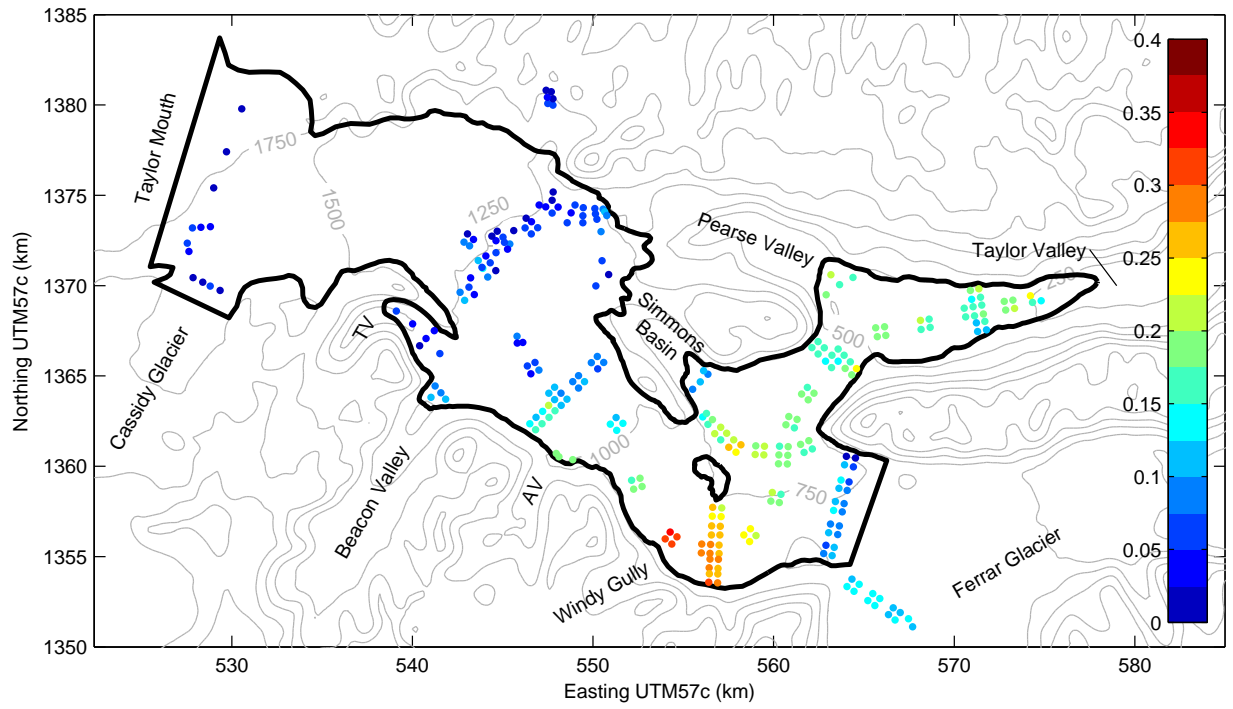 1385
1380
1375
1370
1365
1360
1355
1350
Northing UTM57c (km)
530
540
550
560
570
580
Easting UTM57c (km)
Taylor Mouth
1750
1500
1250
Pearse Valley
Taylor Valley
250
500
Simmons
Basin
TV
Cassidy Glacier
Beacon Valley
AV
1000
750
Windy Gully
Ferrar Glacier
0.4
0.35
0.3
0.25
0.2
0.15
0.1
0.05
0